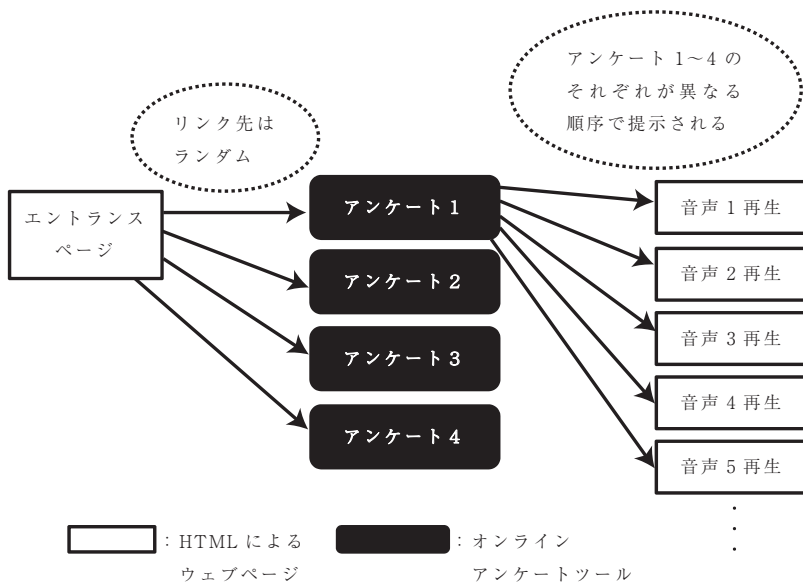 アンケート 1〜4 の
それぞれが異なる
順序で提示される
リンク先は
ランダム
エントランス
ページ
アンケート 1
アンケート 2
アンケート 3
アンケート 4
音声 1 再生
音声 2 再生
音声 3 再生
音声 4 再生
音声 5 再生
：HTML による
ウェブページ
：オンライン
アンケートツール